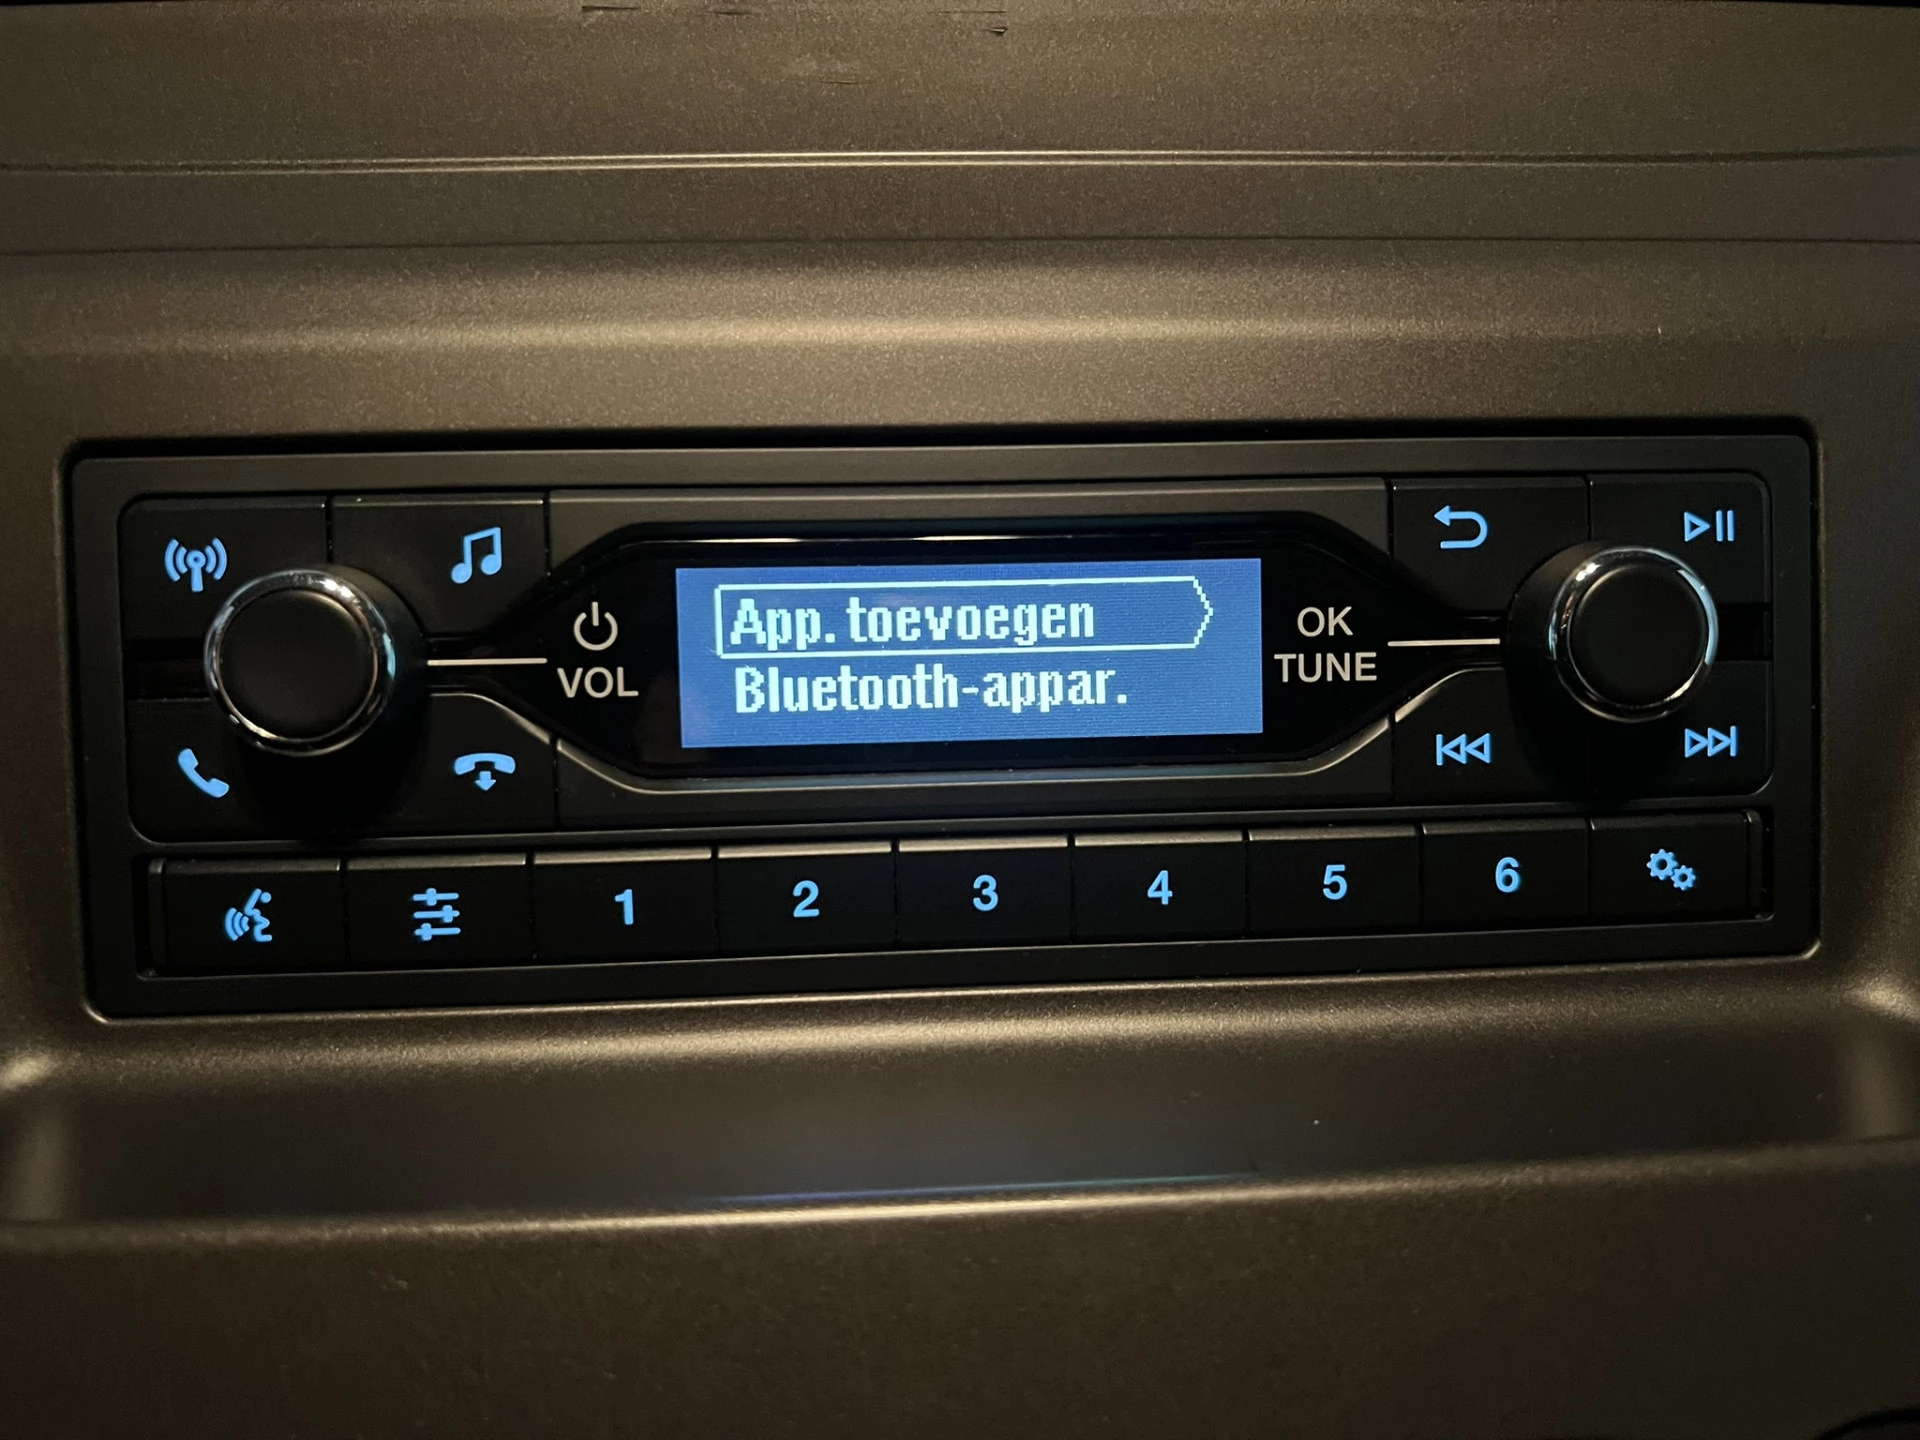 App. toevoegen
Bluetooth-appar.
VOL
OK
TUNE
1
2
3
4
5
6